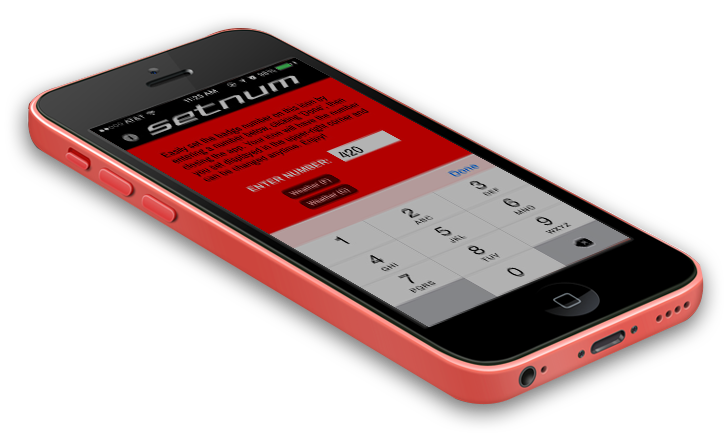 ●●○○○ AT&T 11:25 AM 98%
setnum
Easily set the badge number on this icon by
entering a number below, clicking 'Done', then
closing the app. Your icon will have the number
you set displayed in the upper-right corner and
can be changed anytime. Enjoy!
ENTER NUMBER: 420
Weather (F)
Weather (C)
Done
1
2 ABC
3 DEF
4 GHI
5 JKL
6 MNO
7 PQRS
8 TUV
9 WXYZ
0